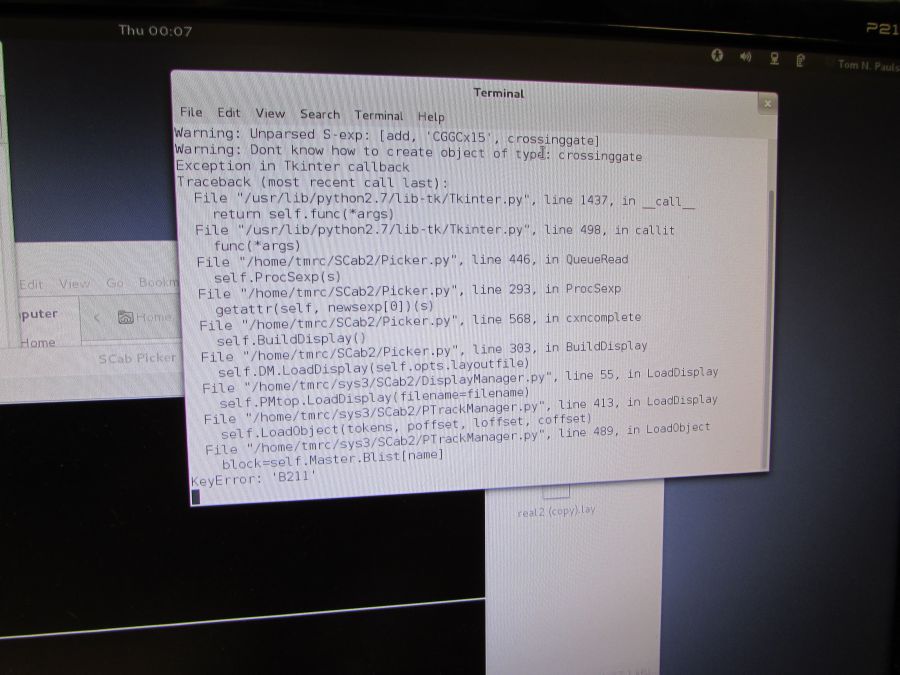 Thu 00:07
P21
Tom N. Pauls
Terminal
File Edit View Search Terminal Help
Warning: Unparsed S-exp: [add, 'CGGCx15', crossinggate]
Warning: Dont know how to create object of type: crossinggate
Exception in Tkinter callback
Traceback (most recent call last):
File "/usr/lib/python2.7/lib-tk/Tkinter.py", line 1437, in __call__
return self.func(*args)
File "/usr/lib/python2.7/lib-tk/Tkinter.py", line 498, in callit
func(*args)
File "/home/tmrc/SCab2/Picker.py", line 446, in QueueRead
self.ProcSexp(s)
File "/home/tmrc/SCab2/Picker.py", line 293, in ProcSexp
getattr(self, newsexp[0])(s)
File "/home/tmrc/SCab2/Picker.py", line 568, in cxncomplete
self.BuildDisplay()
File "/home/tmrc/SCab2/Picker.py", line 303, in BuildDisplay
self.DM.LoadDisplay(self.opts.layoutfile)
File "/home/tmrc/sys3/SCab2/DisplayManager.py", line 55, in LoadDisplay
self.PMtop.LoadDisplay(filename=filename)
File "/home/tmrc/sys3/SCab2/PTrackManager.py", line 413, in LoadDisplay
self.LoadObject(tokens, poffset, loffset, coffset)
File "/home/tmrc/sys3/SCab2/PTrackManager.py", line 489, in LoadObject
block=self.Master.Blist[name]
KeyError: 'B211'
Edit View Go Bookm
puter
< Home
Home
SCab Picker
real2 (copy).lay